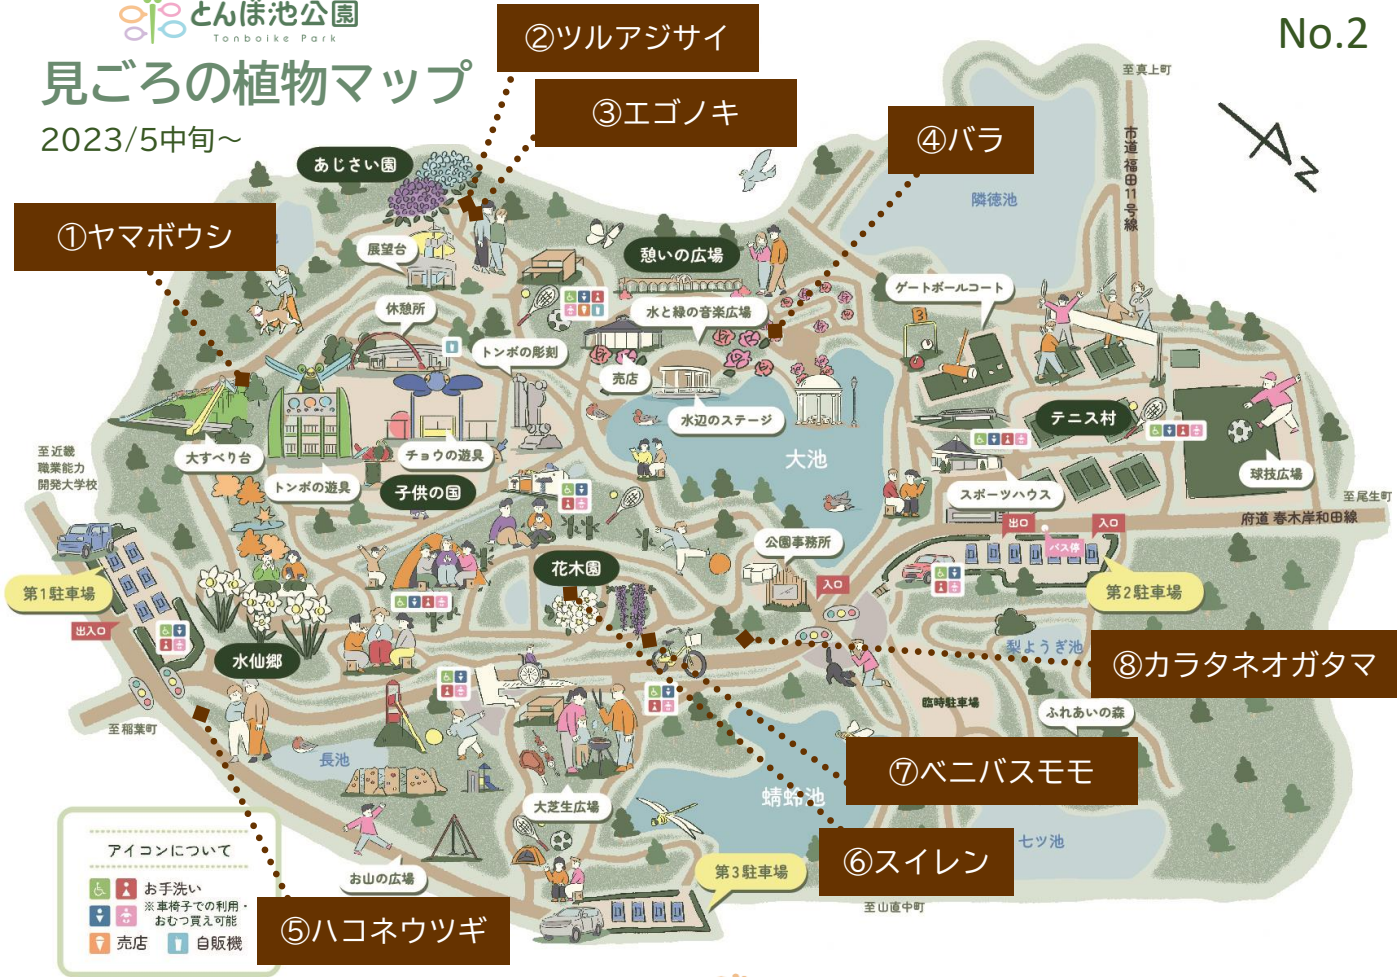 とんぼ池公園
Tonboike Park
No.2
見ごろの植物マップ
2023/5中旬～
②ツルアジサイ
③エゴノキ
④バラ
①ヤマボウシ
あじさい園
至真上町
市道 福田11号線
隣徳池
展望台
憩いの広場
休憩所
水と緑の音楽広場
ゲートボールコート
トンボの彫刻
売店
水辺のステージ
テニス村
大池
至近畿
職業能力
開発大学校
大すべり台
トンボの遊具
チョウの遊具
子供の国
スポーツハウス
球技広場
至尾生町
府道 春木岸和田線
出口
入口
バス停
公園事務所
花木園
入口
第1駐車場
第2駐車場
出入口
水仙郷
梨ようぎ池
⑧カラタネオガタマ
至稲葉町
長池
臨時駐車場
ふれあいの森
⑦ベニバスモモ
蜻蛉池
大芝生広場
七ツ池
⑥スイレン
お山の広場
第3駐車場
至山直中町
⑤ハコネウツギ
アイコンについて
お手洗い
※車椅子での利用・
おむつ買え可能
売店
自販機
N